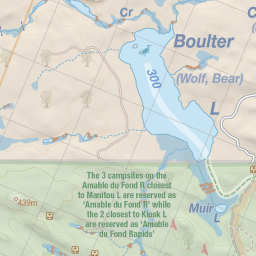 Cr
Boulter
C
300
(Wolf, Bear)
L
The 3 campsites on the
Amable du Fond R closest
to Manitou L are reserved as
'Amable du Fond R' while
the 2 closest to Kiosk L
are reserved as 'Amable
du Fond Rapids'
439m
Muir
L